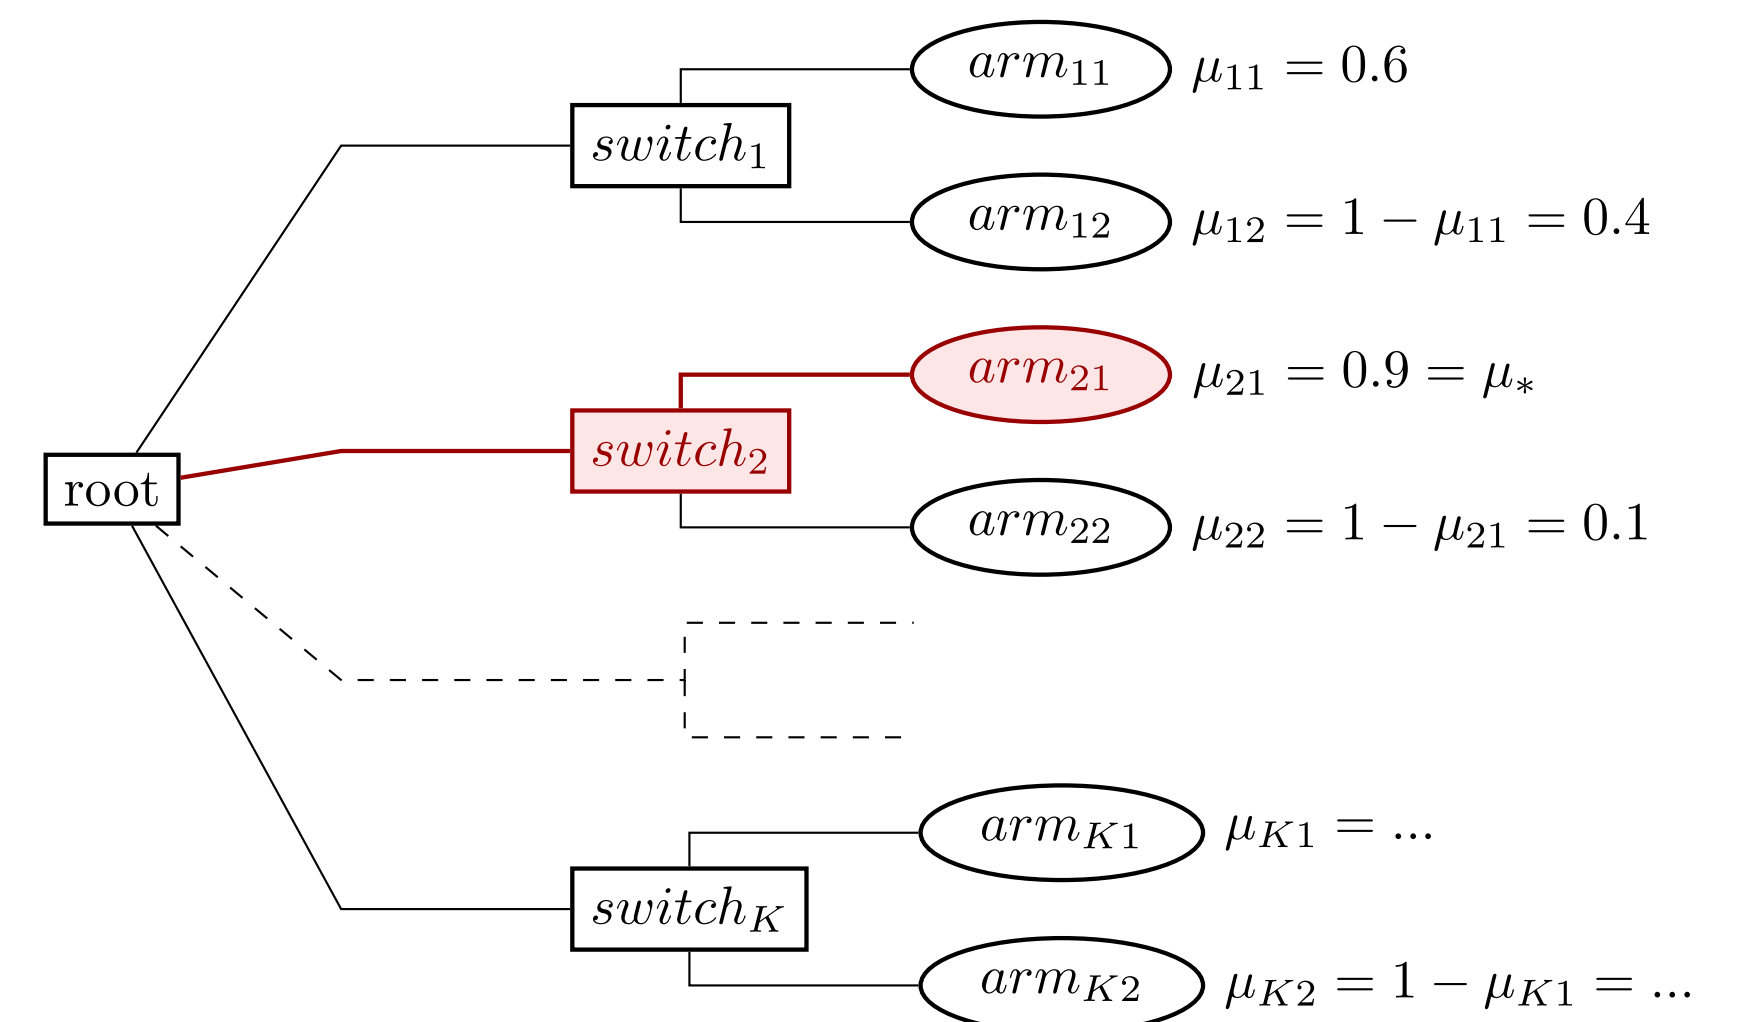 arm₁₁ μ₁₁ = 0.6
switch₁
arm₁₂ μ₁₂ = 1 − μ₁₁ = 0.4
arm₂₁ μ₂₁ = 0.9 = μ∗
switch₂
root
arm₂₂ μ₂₂ = 1 − μ₂₁ = 0.1
arm_K1 μ_K1 = ...
switch_K
arm_K2 μ_K2 = 1 − μ_K1 = ...